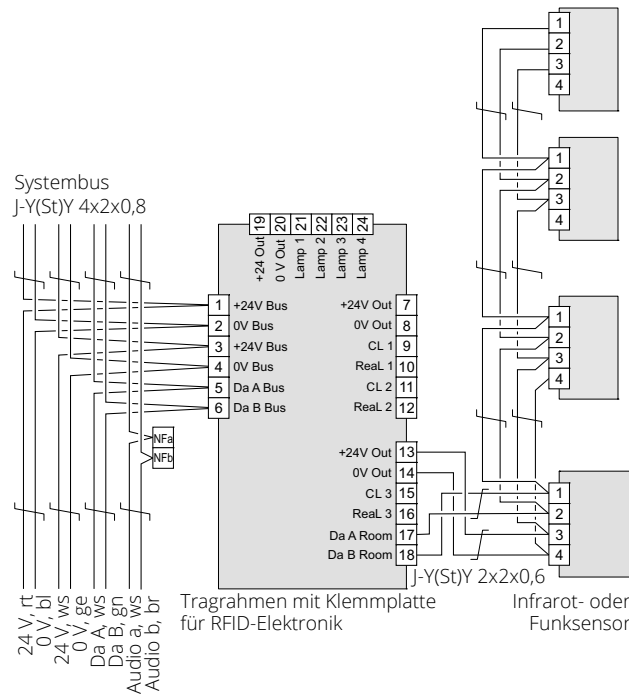 1
2
3
4
1
2
3
4
Systembus
J-Y(St)Y 4x2x0,8
19 20 21 22 23 24
+24 Out
0 V Out
Lamp 1
Lamp 2
Lamp 3
Lamp 4
1 +24V Bus
2 0V Bus
3 +24V Bus
4 0V Bus
5 Da A Bus
6 Da B Bus
+24V Out 7
0V Out 8
CL 1 9
ReaL 1 10
CL 2 11
ReaL 2 12
1
2
3
4
NFa
NFb
+24V Out 13
0V Out 14
CL 3 15
ReaL 3 16
Da A Room 17
Da B Room 18
1
2
3
4
J-Y(St)Y 2x2x0,6
Tragrahmen mit Klemmplatte
für RFID-Elektronik
Infrarot- oder
Funksensor
24 V, rt
0 V, bl
24 V, ws
0 V, ge
Da A, ws
Da B, gn
Audio a, ws
Audio b, br